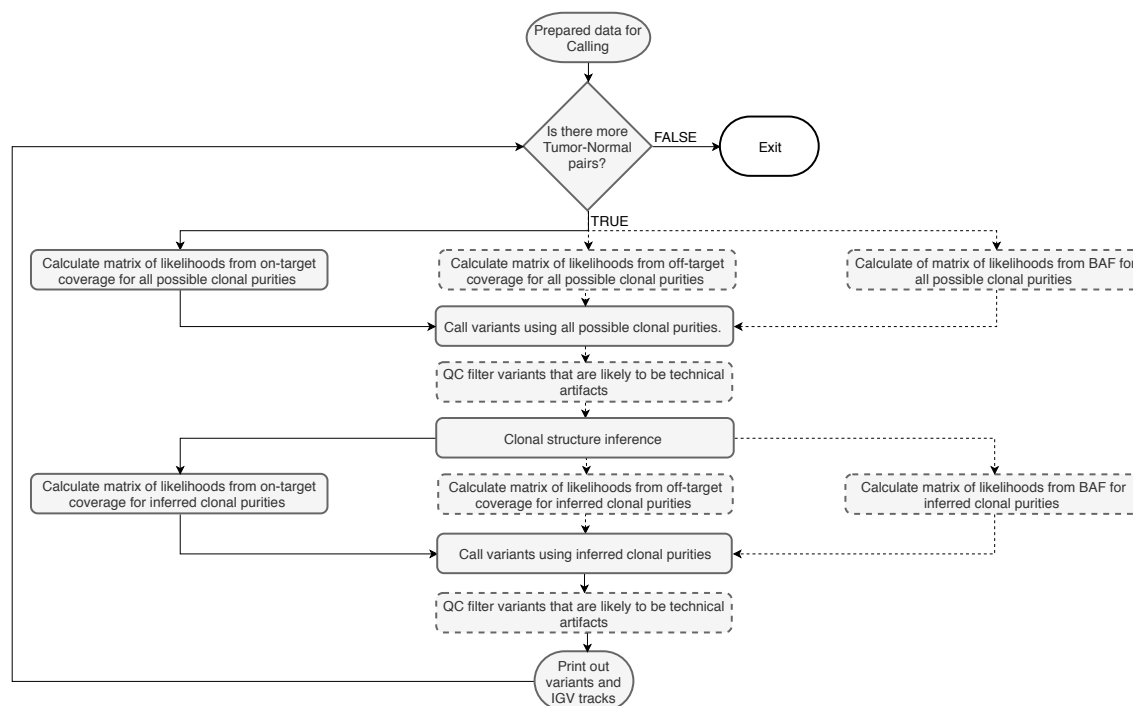 Prepared data for
Calling
Is there more
Tumor-Normal
pairs?
FALSE
Exit
TRUE
Calculate matrix of likelihoods from on-target
coverage for all possible clonal purities
Calculate matrix of likelihoods from off-target
coverage for all possible clonal purities
Calculate of matrix of likelihoods from BAF for
all possible clonal purities
Call variants using all possible clonal purities.
QC filter variants that are likely to be technical
artifacts
Clonal structure inference
Calculate matrix of likelihoods from on-target
coverage for inferred clonal purities
Calculate matrix of likelihoods from off-target
coverage for inferred clonal purities
Calculate matrix of likelihoods from BAF for
inferred clonal purities
Call variants using inferred clonal purities
QC filter variants that are likely to be technical
artifacts
Print out
variants and
IGV tracks